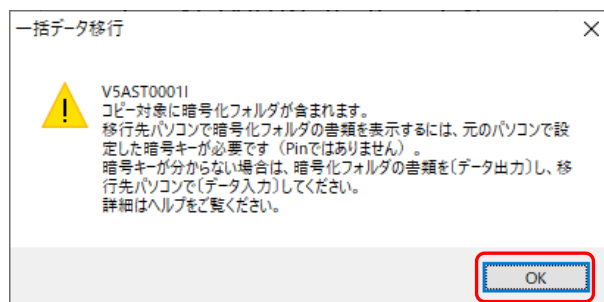 一括データ移行
V5AST0001I
コピー対象に暗号化フォルダが含まれます。
移行先パソコンで暗号化フォルダの書類を表示するには、元のパソコンで設
定した暗号キーが必要です（Pinではありません）。
暗号キーが分からない場合は、暗号化フォルダの書類を〔データ出力〕し、移
行先パソコンで〔データ入力〕してください。
詳細はヘルプをご覧ください。
OK